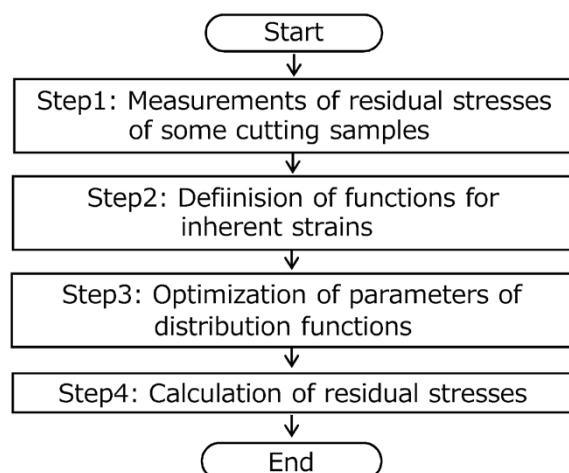 Start
Step1: Measurements of residual stresses
of some cutting samples
Step2: Defiinision of functions for
inherent strains
Step3: Optimization of parameters of
distribution functions
Step4: Calculation of residual stresses
End